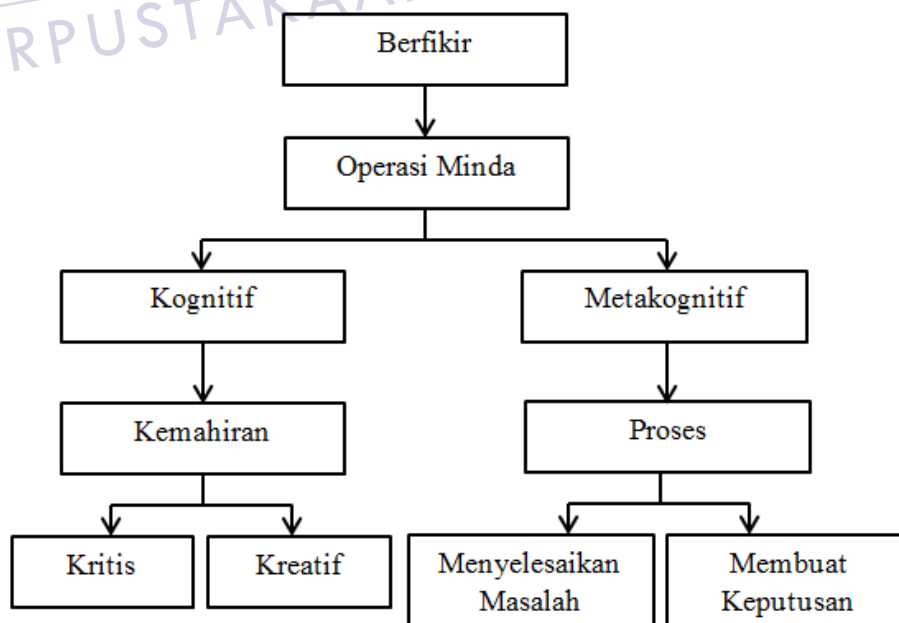 RPUSTAKAA
Berfikir
Operasi Minda
Kognitif
Metakognitif
Kemahiran
Proses
Kritis
Kreatif
Menyelesaikan
Masalah
Membuat
Keputusan